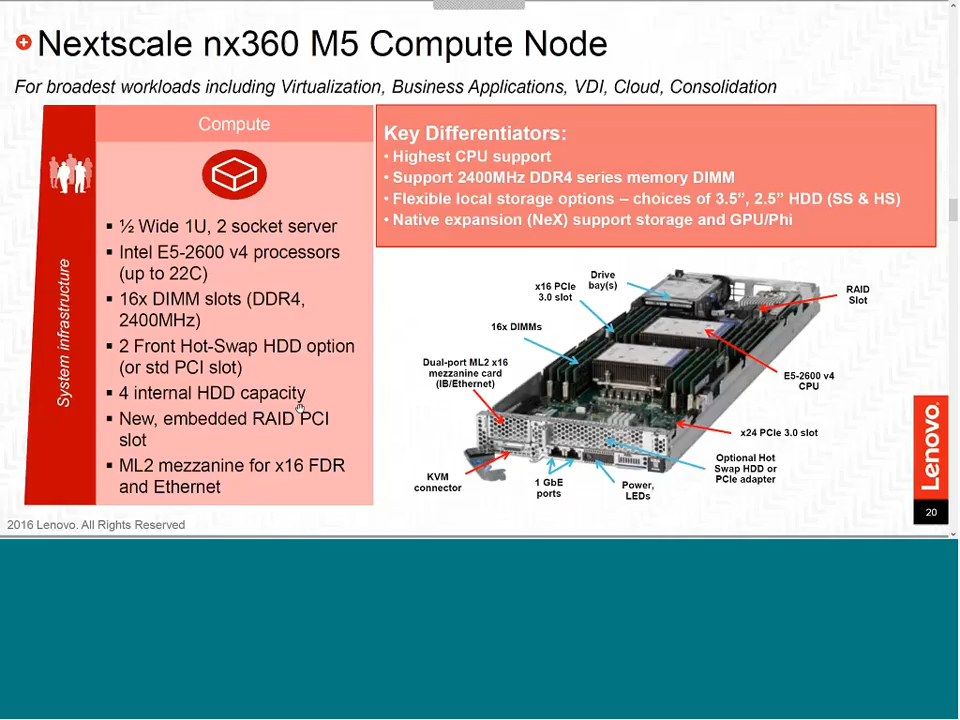 Nextscale nx360 M5 Compute Node
For broadest workloads including Virtualization, Business Applications, VDI, Cloud, Consolidation
System infrastructure
Compute
▪ ½ Wide 1U, 2 socket server
▪ Intel E5-2600 v4 processors
(up to 22C)
▪ 16x DIMM slots (DDR4,
2400MHz)
▪ 2 Front Hot-Swap HDD option
(or std PCI slot)
▪ 4 internal HDD capacity
▪ New, embedded RAID PCI
slot
▪ ML2 mezzanine for x16 FDR
and Ethernet
Key Differentiators:
• Highest CPU support
• Support 2400MHz DDR4 series memory DIMM
• Flexible local storage options – choices of 3.5”, 2.5” HDD (SS & HS)
• Native expansion (NeX) support storage and GPU/Phi
Drive
bay(s)
x16 PCIe
3.0 slot
RAID
Slot
16x DIMMs
Dual-port ML2 x16
mezzanine card
(IB/Ethernet)
E5-2600 v4
CPU
x24 PCIe 3.0 slot
Optional Hot
Swap HDD or
PCIe adapter
KVM
connector
1 GbE
ports
Power,
LEDs
Lenovo
2016 Lenovo. All Rights Reserved
20